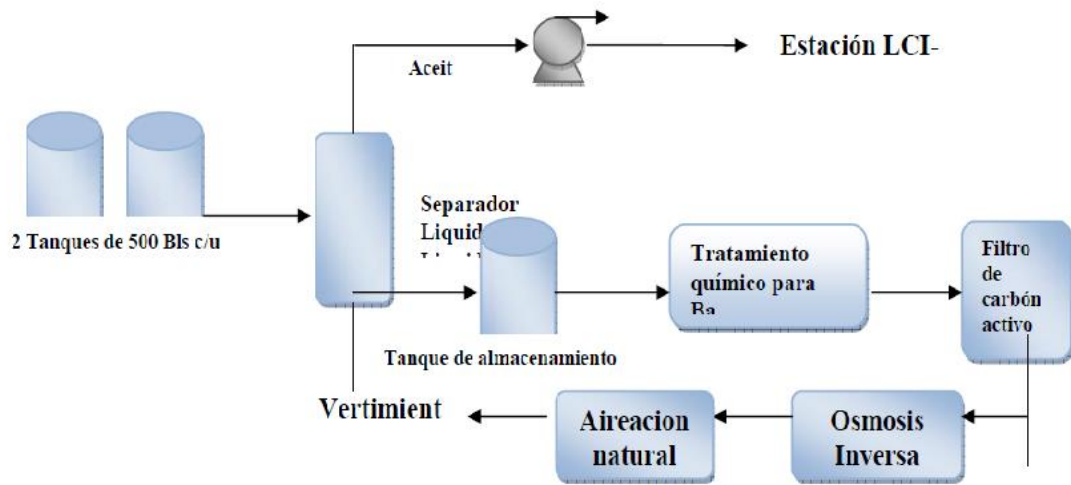 Estación LCI-
Aceit
2 Tanques de 500 Bls c/u
Separador
Liquid
Tanque de almacenamiento
Tratamiento
químico para
Ba
Filtro
de
carbón
activo
Vertimient
Aireacion
natural
Osmosis
Inversa